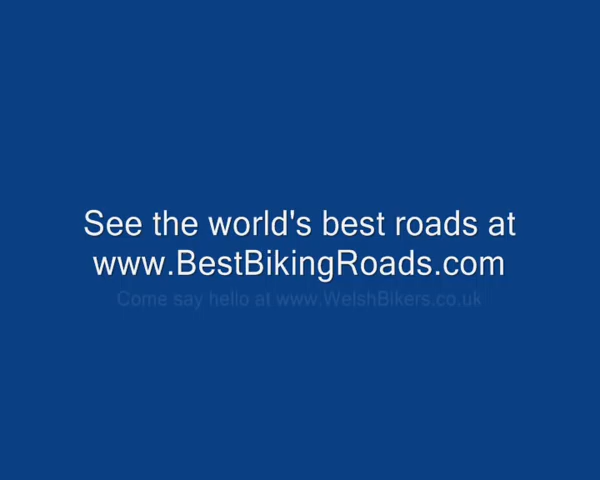 See the world's best roads at
www.BestBikingRoads.com
Come say hello at www.WelshBikers.co.uk